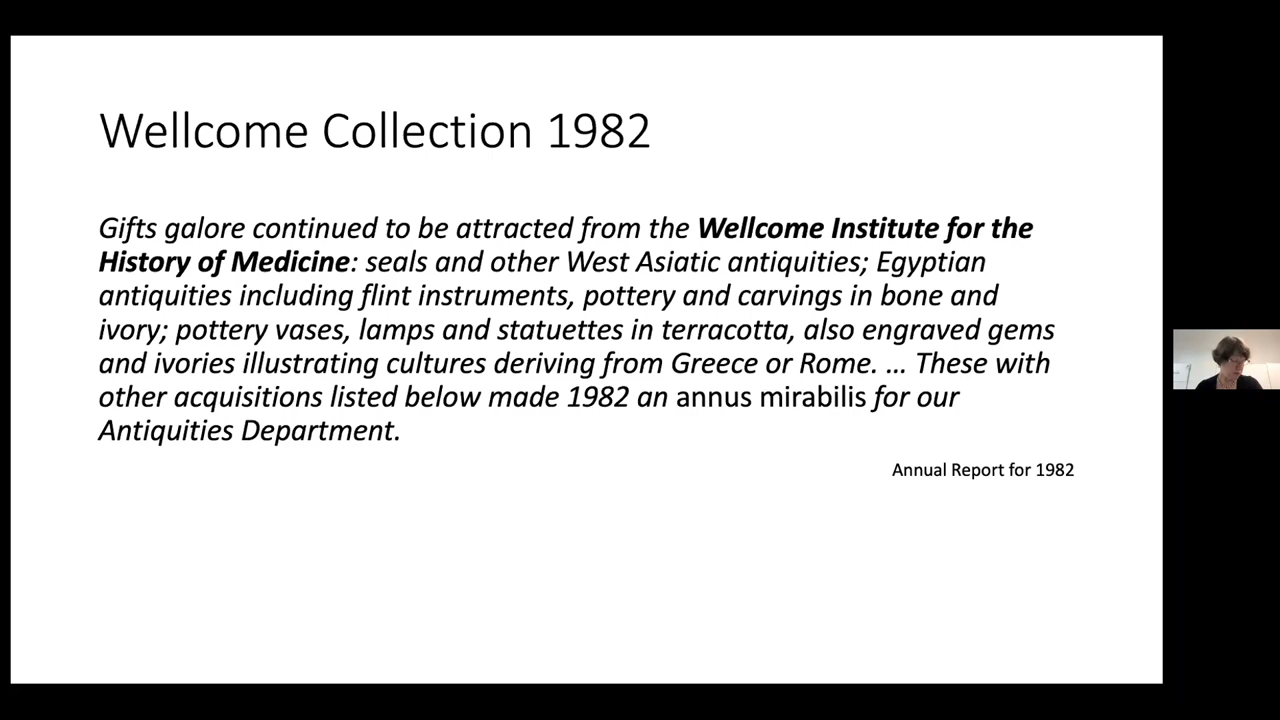 Wellcome Collection 1982
Gifts galore continued to be attracted from the Wellcome Institute for the
History of Medicine: seals and other West Asiatic antiquities; Egyptian
antiquities including flint instruments, pottery and carvings in bone and
ivory; pottery vases, lamps and statuettes in terracotta, also engraved gems
and ivories illustrating cultures deriving from Greece or Rome. ... These with
other acquisitions listed below made 1982 an annus mirabilis for our
Antiquities Department.
Annual Report for 1982